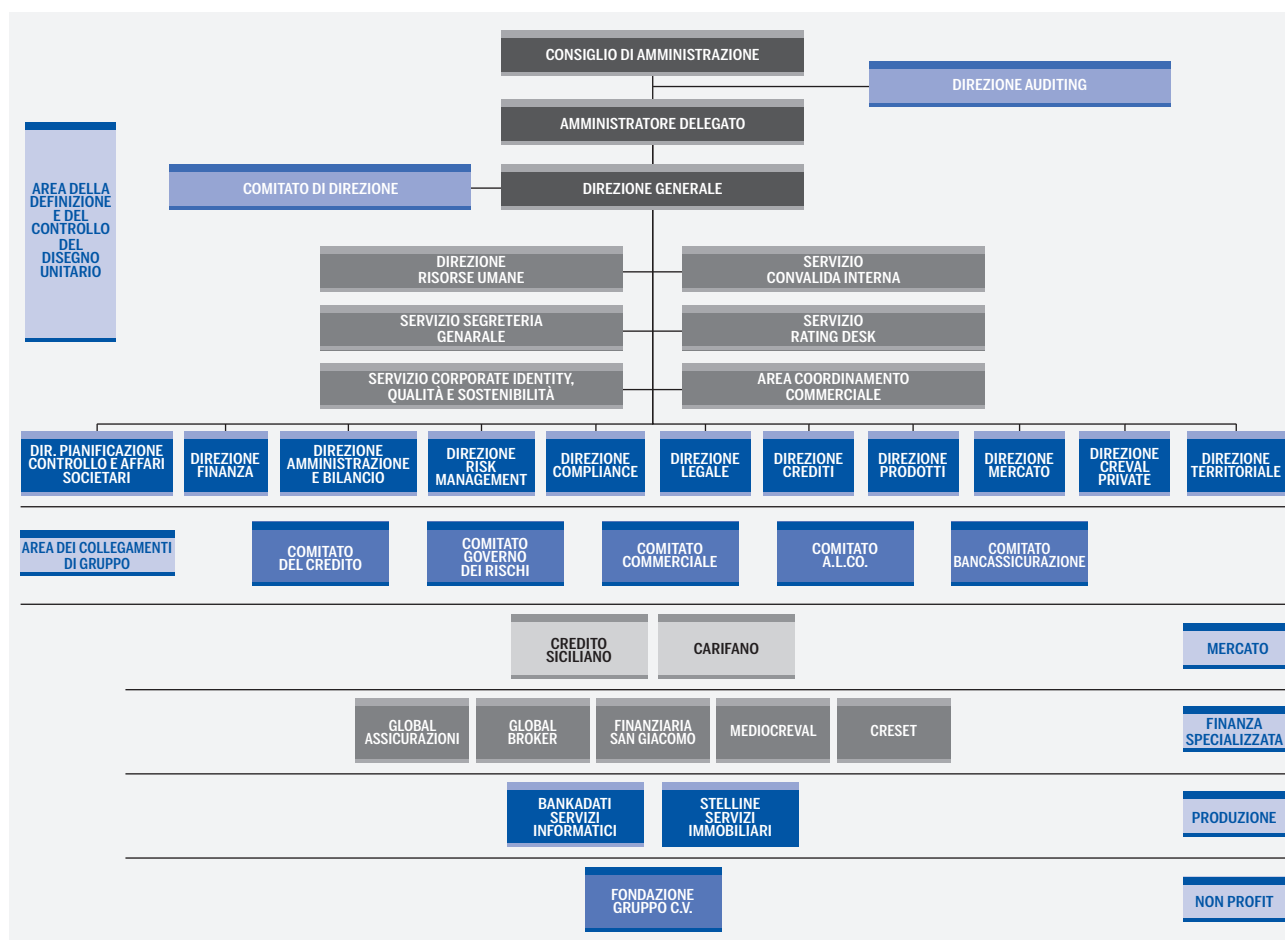 CONSIGLIO DI AMMINISTRAZIONE
DIREZIONE AUDITING
AMMINISTRATORE DELEGATO
AREA DELLA
DEFINIZIONE
E DEL
CONTROLLO
DEL
DISEGNO
UNITARIO
COMITATO DI DIREZIONE
DIREZIONE GENERALE
DIREZIONE
RISORSE UMANE
SERVIZIO
CONVALIDA INTERNA
SERVIZIO SEGRETERIA
GENARALE
SERVIZIO
RATING DESK
SERVIZIO CORPORATE IDENTITY,
QUALITÀ E SOSTENIBILITÀ
AREA COORDINAMENTO
COMMERCIALE
DIR. PIANIFICAZIONE
CONTROLLO E AFFARI
SOCIETARI
DIREZIONE
FINANZA
DIREZIONE
AMMINISTRAZIONE
E BILANCIO
DIREZIONE
RISK
MANAGEMENT
DIREZIONE
COMPLIANCE
DIREZIONE
LEGALE
DIREZIONE
CREDITI
DIREZIONE
PRODOTTI
DIREZIONE
MERCATO
DIREZIONE
CREVAL
PRIVATE
DIREZIONE
TERRITORIALE
AREA DEI COLLEGAMENTI
DI GRUPPO
COMITATO
DEL CREDITO
COMITATO
GOVERNO
DEI RISCHI
COMITATO
COMMERCIALE
COMITATO
A.L.CO.
COMITATO
BANCASSICURAZIONE
CREDITO
SICILIANO
CARIFANO
MERCATO
GLOBAL
ASSICURAZIONI
GLOBAL
BROKER
FINANZIARIA
SAN GIACOMO
MEDIOCREVAL
CRESET
FINANZA
SPECIALIZZATA
BANKADATI
SERVIZI
INFORMATICI
STELLINE
SERVIZI
IMMOBILIARI
PRODUZIONE
FONDAZIONE
GRUPPO C.V.
NON PROFIT